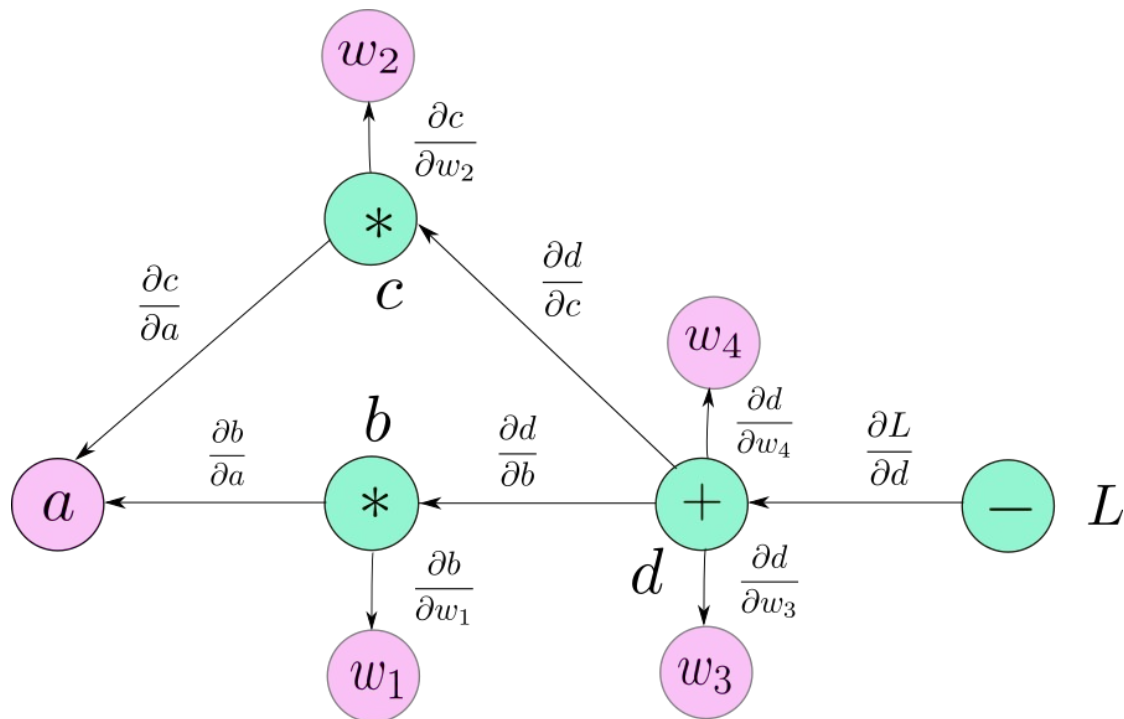 w₂
∂c/∂w₂
*
c
∂c/∂a
∂d/∂c
w₄
∂d/∂w₄
b
∂b/∂a
∂d/∂b
∂L/∂d
a
*
+
−
L
d
∂b/∂w₁
∂d/∂w₃
w₁
w₃